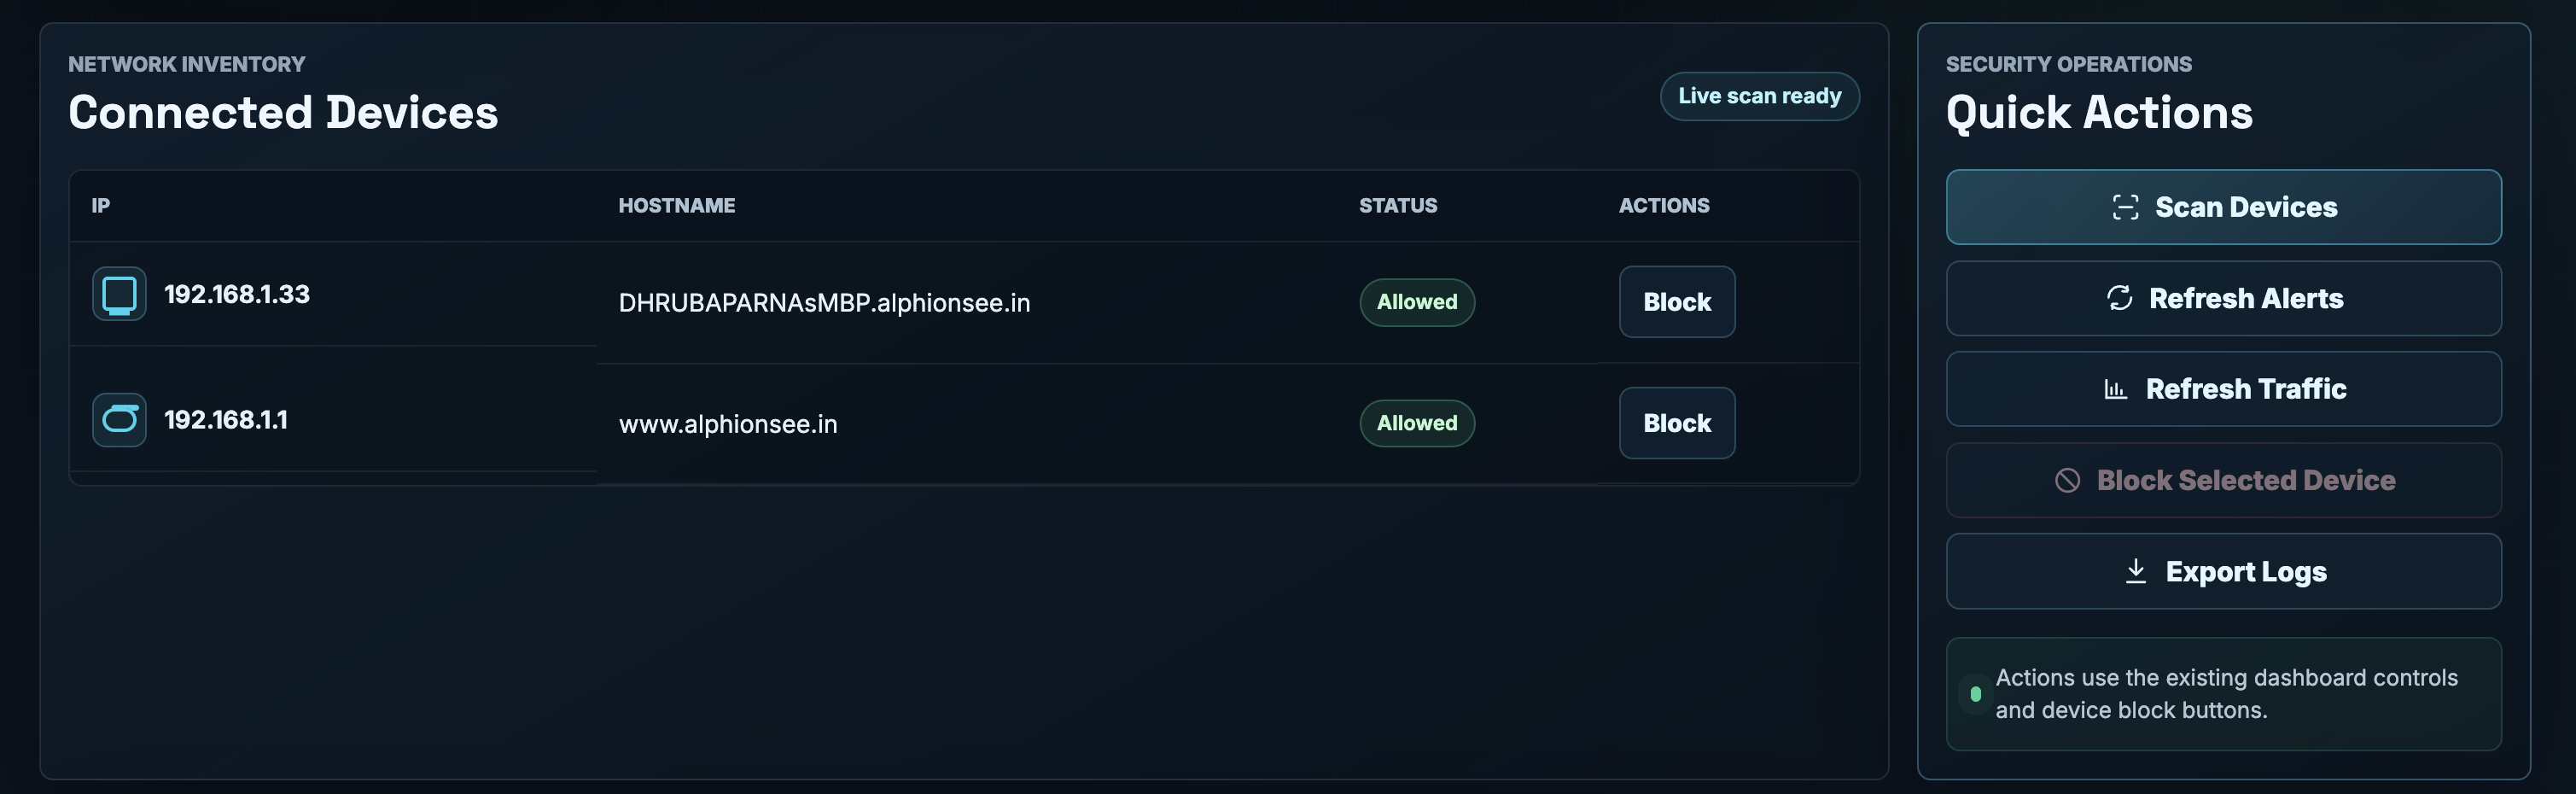 NETWORK INVENTORY
Connected Devices
Live scan ready
IP HOSTNAME STATUS ACTIONS
192.168.1.33 DHRUBAPARNAsMBP.alphionsee.in Allowed Block
192.168.1.1 www.alphionsee.in Allowed Block
SECURITY OPERATIONS
Quick Actions
Scan Devices
Refresh Alerts
Refresh Traffic
Block Selected Device
Export Logs
Actions use the existing dashboard controls
and device block buttons.